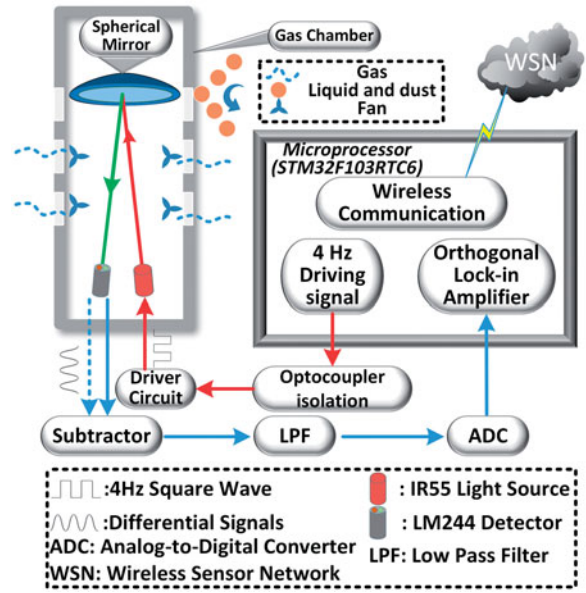 Spherical
Mirror
Gas Chamber
Gas
Liquid and dust
Fan
WSN
Microprocessor
(STM32F103RTC6)
Wireless
Communication
4 Hz
Driving
signal
Orthogonal
Lock-in
Amplifier
Driver
Circuit
Optocoupler
isolation
Subtractor
LPF
ADC
:4Hz Square Wave
: IR55 Light Source
:Differential Signals
: LM244 Detector
ADC: Analog-to-Digital Converter
LPF: Low Pass Filter
WSN: Wireless Sensor Network